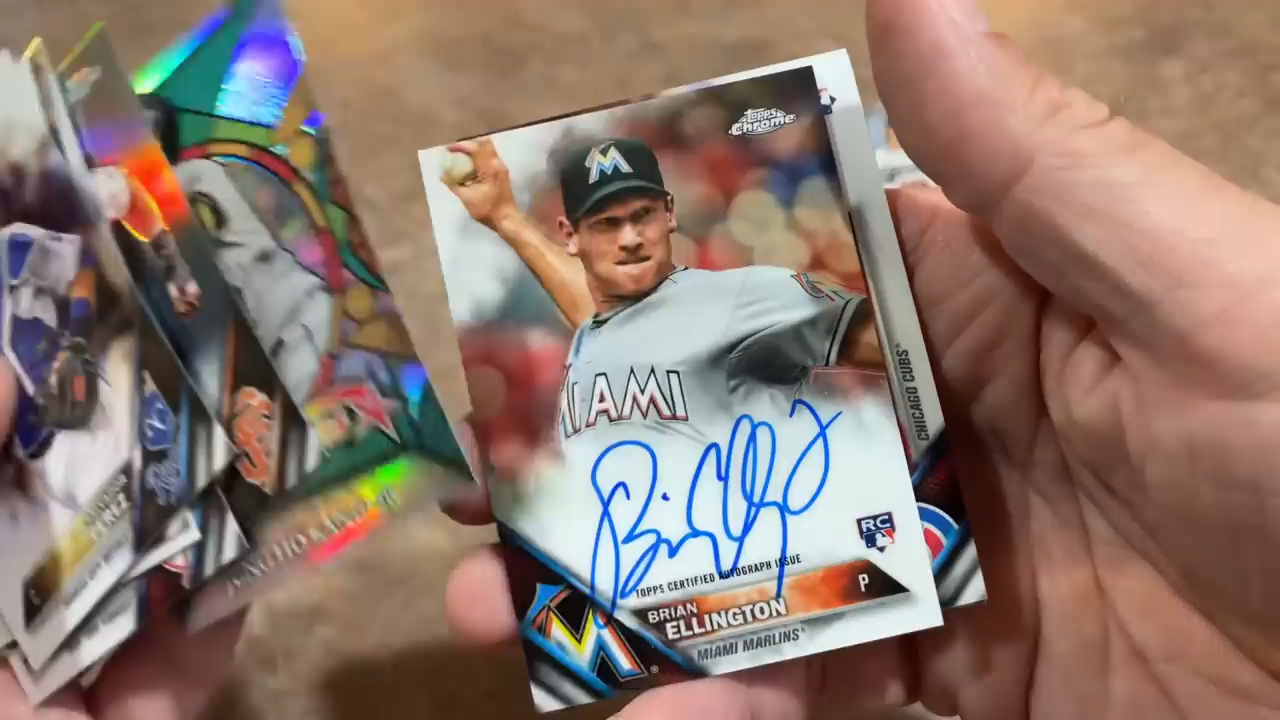 Topps
Chrome
M
MIAMI
CHICAGO CUBS
RC
TOPPS CERTIFIED AUTOGRAPH ISSUE
BRIAN
ELLINGTON
P
MIAMI MARLINS
M